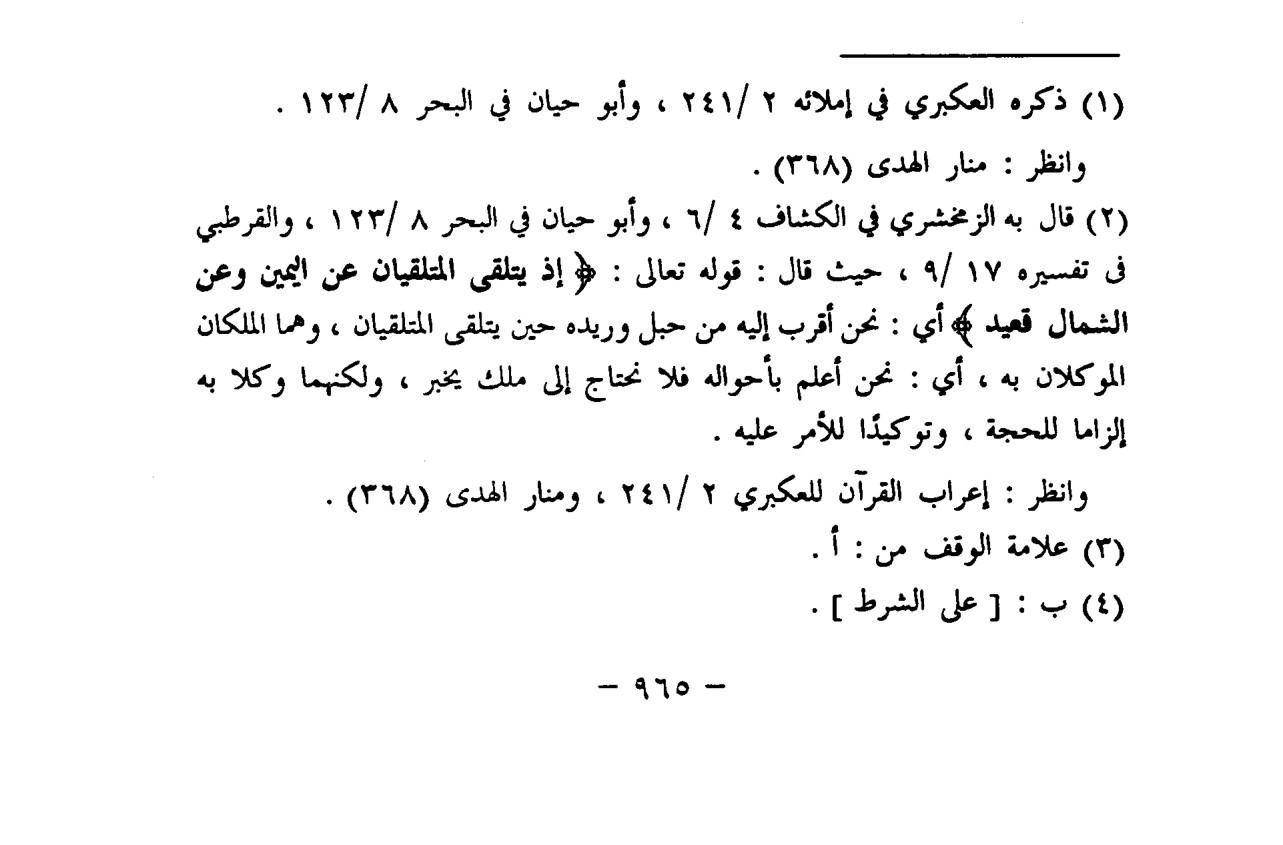 (١) ذكره العكبري في إملائه ٢ /٢٤١ ، وأبو حيان في البحر ٨ /١٢٣ .
وانظر : منار الهدى (٣٦٨) .
(٢) قال به الزمخشري في الكشاف ٤ /٦ ، وأبو حيان في البحر ٨ /١٢٣ ، والقرطبي
فى تفسيره ١٧ /٩ ، حيث قال : قوله تعالى : ﴿ إذ يتلقى المتلقيان عن اليمين وعن
الشمال قعيد ﴾ أي : نحن أقرب إليه من حبل وريده حين يتلقى المتلقيان ، وهما الملكان
الموكلان به ، أي : نحن أعلم بأحواله فلا نحتاج إلى ملك يخبر ، ولكنهما وكلا به
إلزاما للحجة ، وتوكيدًا للأمر عليه .
وانظر : إعراب القرآن للعكبري ٢ /٢٤١ ، ومنار الهدى (٣٦٨) .
(٣) علامة الوقف من : أ .
(٤) ب : [ على الشرط ] .
– ٩٦٥ –